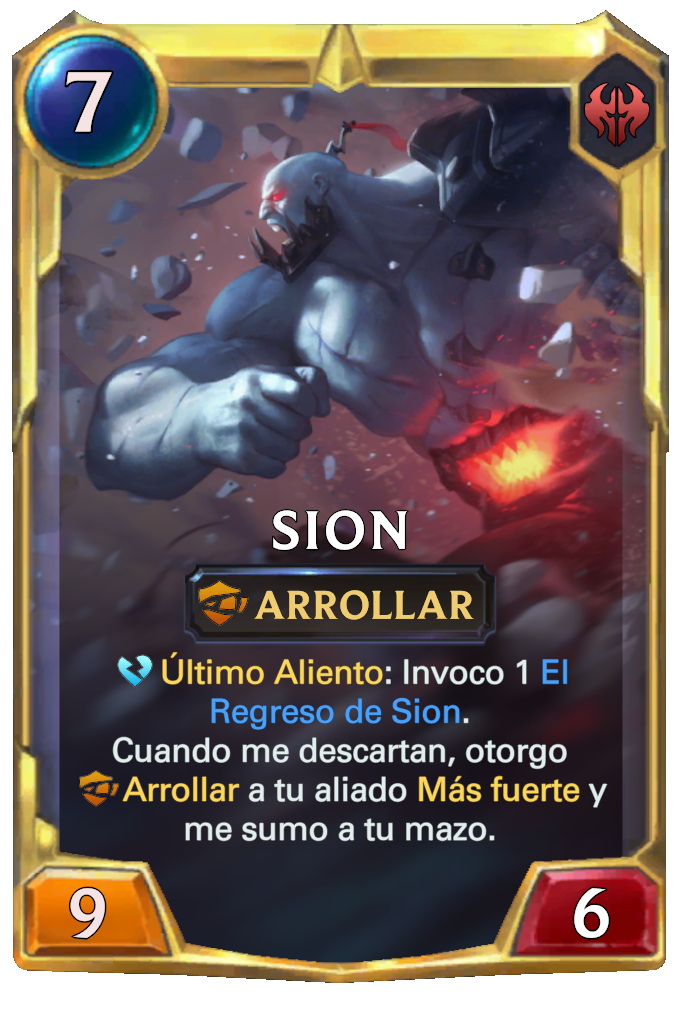 7
SION
ARROLLAR
Último Aliento: Invoco 1 El
Regreso de Sion.
Cuando me descartan, otorgo
Arrollar a tu aliado Más fuerte y
me sumo a tu mazo.
9
6